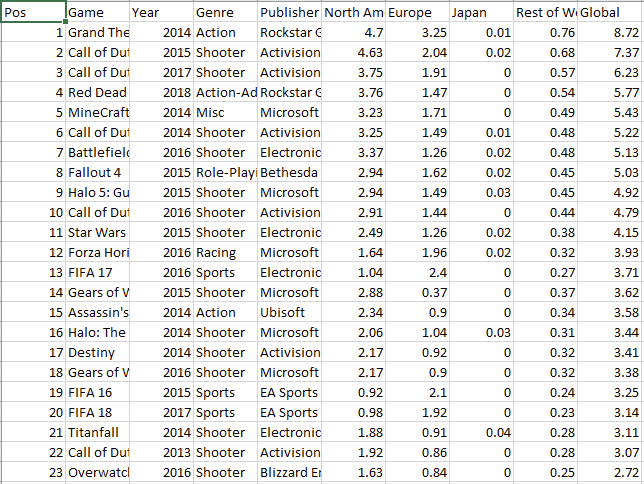 Pos Game Year Genre Publisher North Am Europe Japan Rest of Wo Global
1 Grand The 2014 Action Rockstar G 4.7 3.25 0.01 0.76 8.72
2 Call of Dut 2015 Shooter Activision 4.63 2.04 0.02 0.68 7.37
3 Call of Dut 2017 Shooter Activision 3.75 1.91 0 0.57 6.23
4 Red Dead 2018 Action-Ad Rockstar G 3.76 1.47 0 0.54 5.77
5 MineCraft 2014 Misc Microsoft 3.23 1.71 0 0.49 5.43
6 Call of Dut 2014 Shooter Activision 3.25 1.49 0.01 0.48 5.22
7 Battlefield 2016 Shooter Electronic 3.37 1.26 0.02 0.48 5.13
8 Fallout 4 2015 Role-Playi Bethesda 2.94 1.62 0.02 0.45 5.03
9 Halo 5: Gu 2015 Shooter Microsoft 2.94 1.49 0.03 0.45 4.92
10 Call of Dut 2016 Shooter Activision 2.91 1.44 0 0.44 4.79
11 Star Wars 2015 Shooter Electronic 2.49 1.26 0.02 0.38 4.15
12 Forza Hori 2016 Racing Microsoft 1.64 1.96 0.02 0.32 3.93
13 FIFA 17 2016 Sports Electronic 1.04 2.4 0 0.27 3.71
14 Gears of W 2015 Shooter Microsoft 2.88 0.37 0 0.37 3.62
15 Assassin's 2014 Action Ubisoft 2.34 0.9 0 0.34 3.58
16 Halo: The 2014 Shooter Microsoft 2.06 1.04 0.03 0.31 3.44
17 Destiny 2014 Shooter Activision 2.17 0.92 0 0.32 3.41
18 Gears of W 2016 Shooter Microsoft 2.17 0.9 0 0.32 3.38
19 FIFA 16 2015 Sports EA Sports 0.92 2.1 0 0.24 3.25
20 FIFA 18 2017 Sports EA Sports 0.98 1.92 0 0.23 3.14
21 Titanfall 2014 Shooter Electronic 1.88 0.91 0.04 0.28 3.11
22 Call of Dut 2013 Shooter Activision 1.92 0.86 0 0.28 3.07
23 Overwatch 2016 Shooter Blizzard En 1.63 0.84 0 0.25 2.72